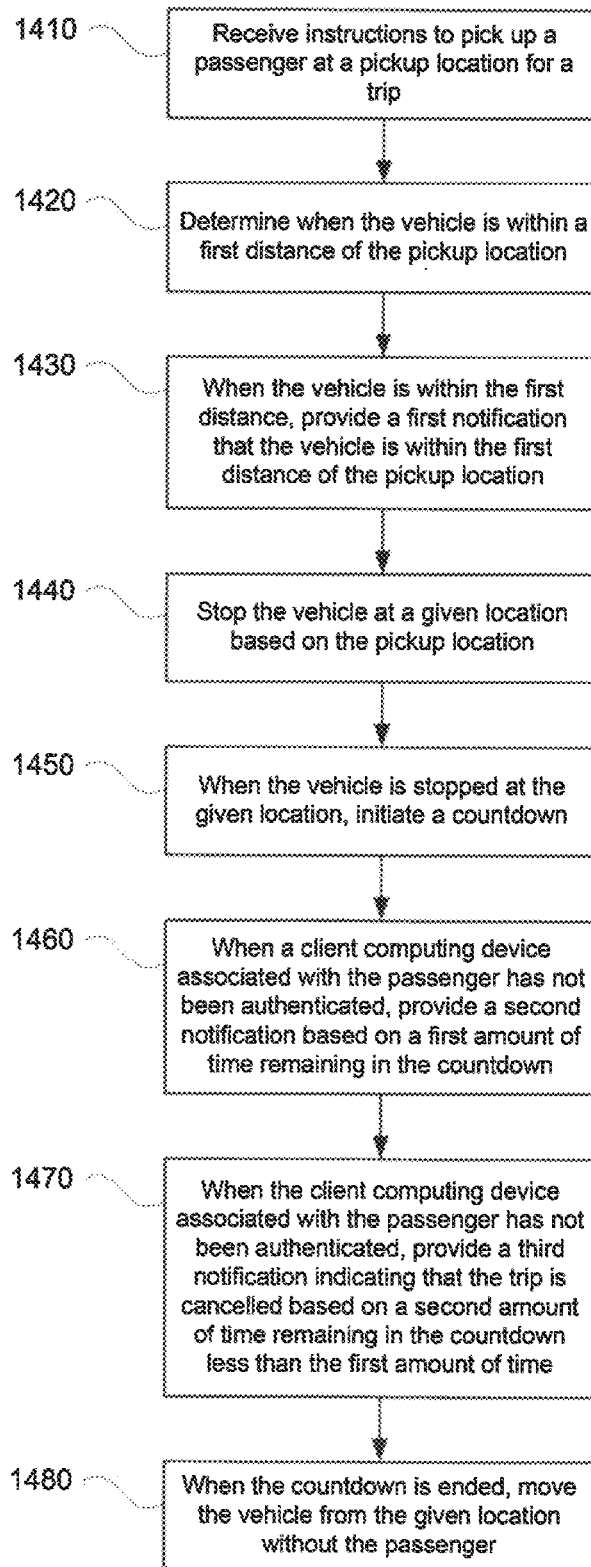 1410
Receive instructions to pick up a
passenger at a pickup location for a
trip
1420
Determine when the vehicle is within a
first distance of the pickup location
1430
When the vehicle is within the first
distance, provide a first notification
that the vehicle is within the first
distance of the pickup location
1440
Stop the vehicle at a given location
based on the pickup location
1450
When the vehicle is stopped at the
given location, initiate a countdown
1460
When a client computing device
associated with the passenger has not
been authenticated, provide a second
notification based on a first amount of
time remaining in the countdown
1470
When the client computing device
associated with the passenger has not
been authenticated, provide a third
notification indicating that the trip is
cancelled based on a second amount
of time remaining in the countdown
less than the first amount of time
1480
When the countdown is ended, move
the vehicle from the given location
without the passenger